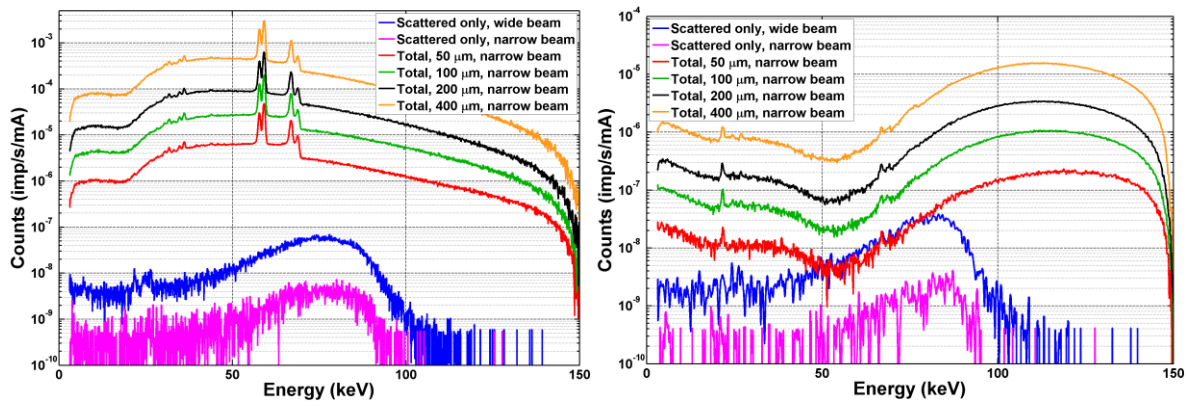 Counts (imp/s/mA)
10⁻³
10⁻⁴
10⁻⁵
10⁻⁶
10⁻⁷
10⁻⁸
10⁻⁹
10⁻¹⁰
Scattered only, wide beam
Scattered only, narrow beam
Total, 50 μm, narrow beam
Total, 100 μm, narrow beam
Total, 200 μm, narrow beam
Total, 400 μm, narrow beam
0 50 100 150
Energy (keV)
Counts (imp/s/mA)
10⁻⁴
10⁻⁵
10⁻⁶
10⁻⁷
10⁻⁸
10⁻⁹
10⁻¹⁰
Scattered only, wide beam
Scattered only, narrow beam
Total, 50 μm, narrow beam
Total, 100 μm, narrow beam
Total, 200 μm, narrow beam
Total, 400 μm, narrow beam
0 50 100 150
Energy (keV)